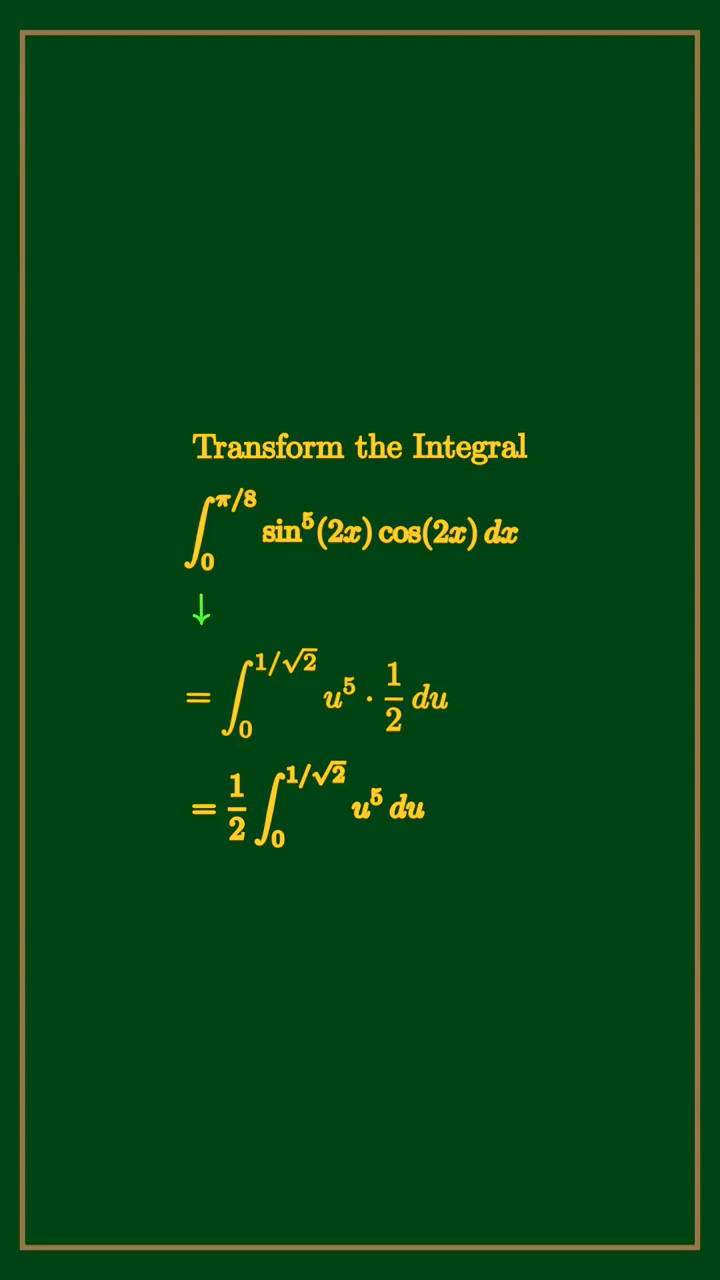 Transform the Integral
∫₀^{π/8} sin⁵(2x) cos(2x) dx
↓
= ∫₀^{1/√2} u⁵ · 1/2 du
= 1/2 ∫₀^{1/√2} u⁵ du